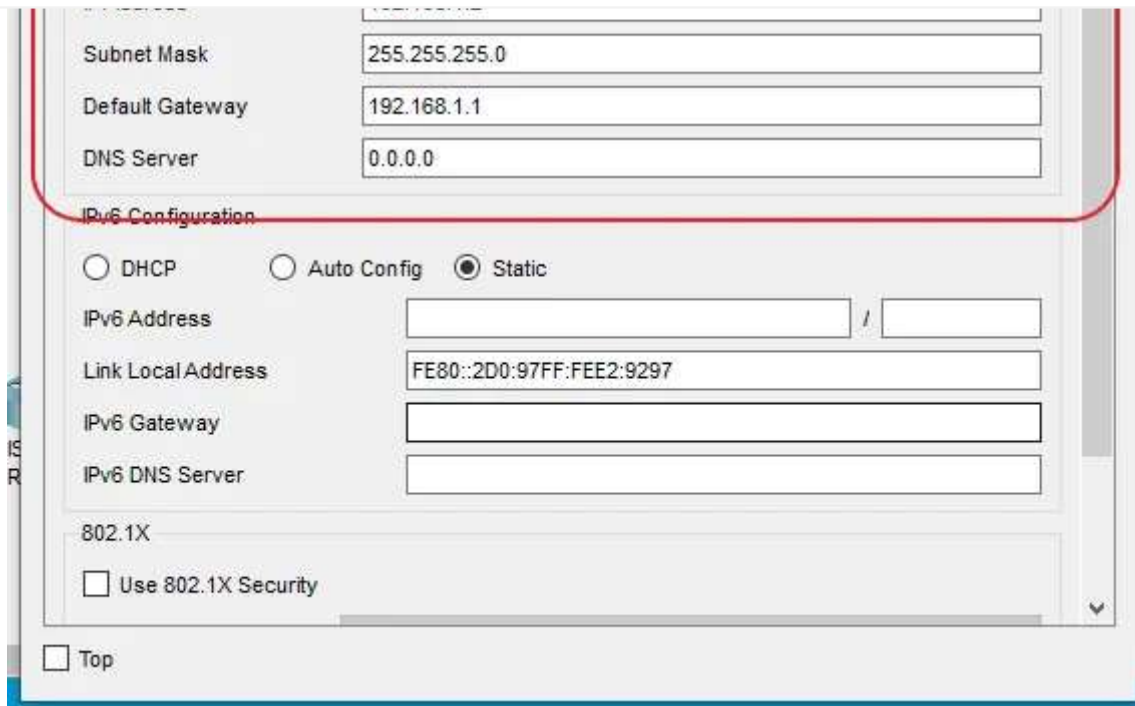 Subnet Mask 255.255.255.0
Default Gateway 192.168.1.1
DNS Server 0.0.0.0
IPv6 Configuration
DHCP Auto Config Static
IPv6 Address /
Link Local Address FE80::2D0:97FF:FEE2:9297
IPv6 Gateway
IPv6 DNS Server
802.1X
Use 802.1X Security
Top